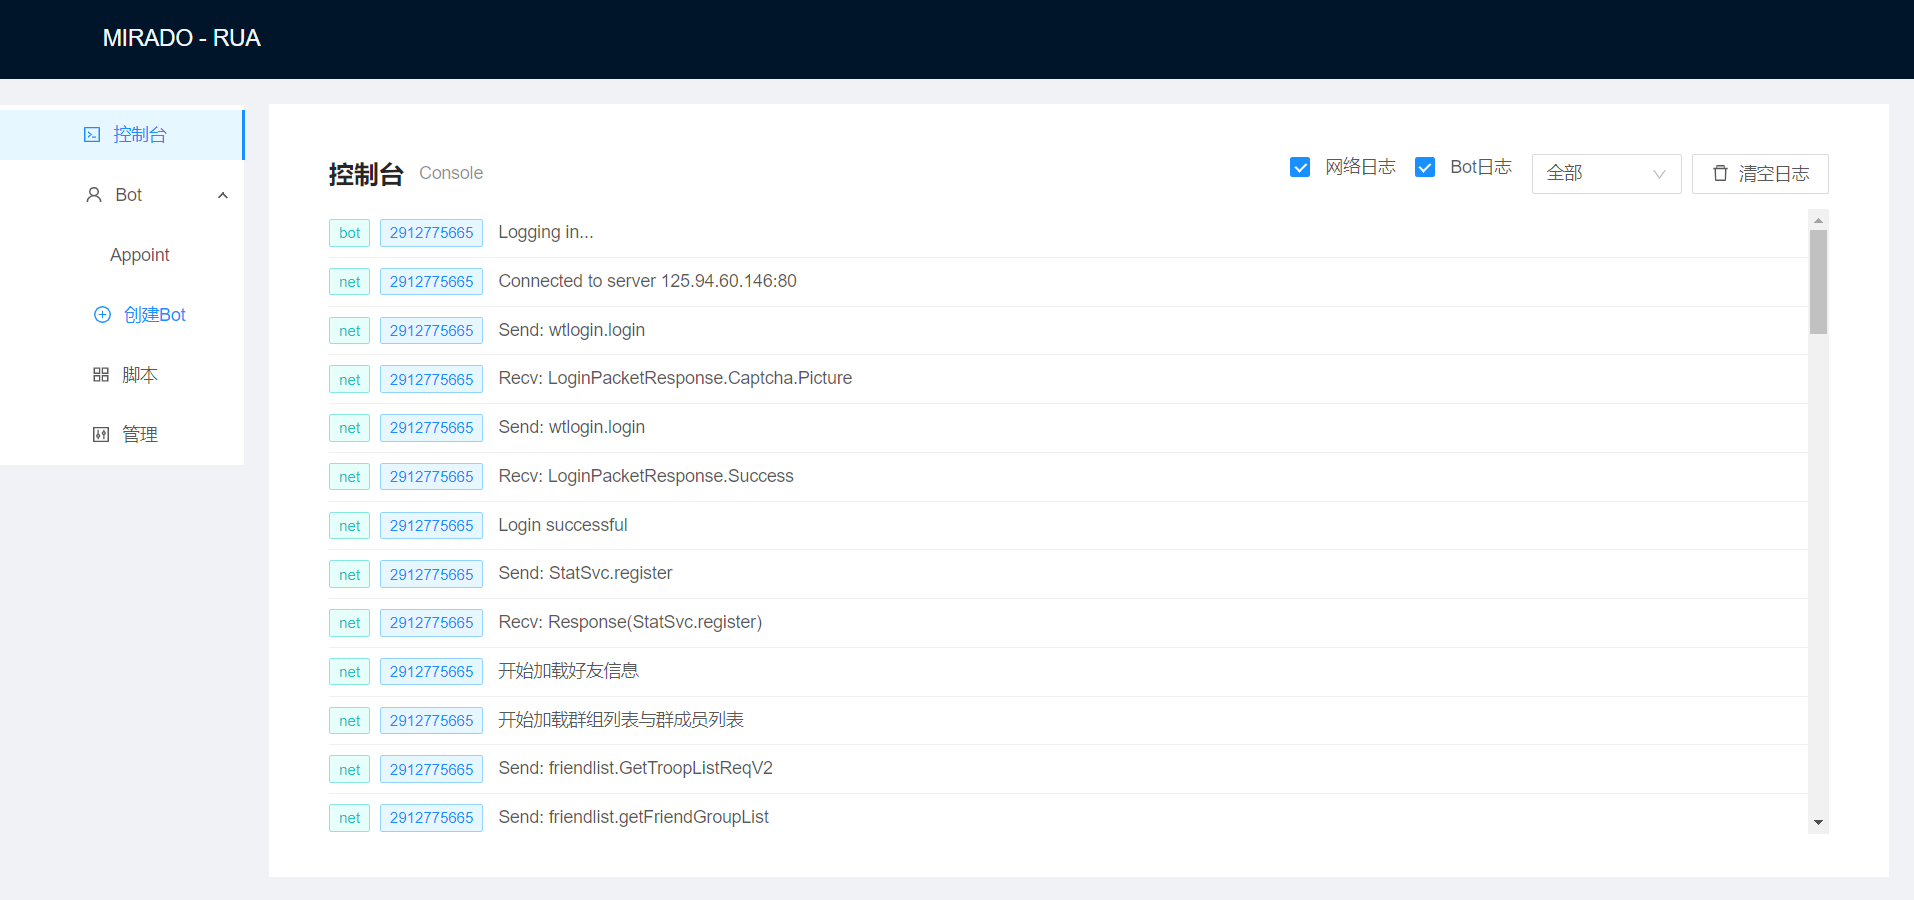 MIRADO - RUA
控制台
Bot
Appoint
创建Bot
脚本
管理
控制台 Console
网络日志 Bot日志 全部 清空日志
bot 2912775665 Logging in...
net 2912775665 Connected to server 125.94.60.146:80
net 2912775665 Send: wtlogin.login
net 2912775665 Recv: LoginPacketResponse.Captcha.Picture
net 2912775665 Send: wtlogin.login
net 2912775665 Recv: LoginPacketResponse.Success
net 2912775665 Login successful
net 2912775665 Send: StatSvc.register
net 2912775665 Recv: Response(StatSvc.register)
net 2912775665 开始加载好友信息
net 2912775665 开始加载群组列表与群成员列表
net 2912775665 Send: friendlist.GetTroopListReqV2
net 2912775665 Send: friendlist.getFriendGroupList